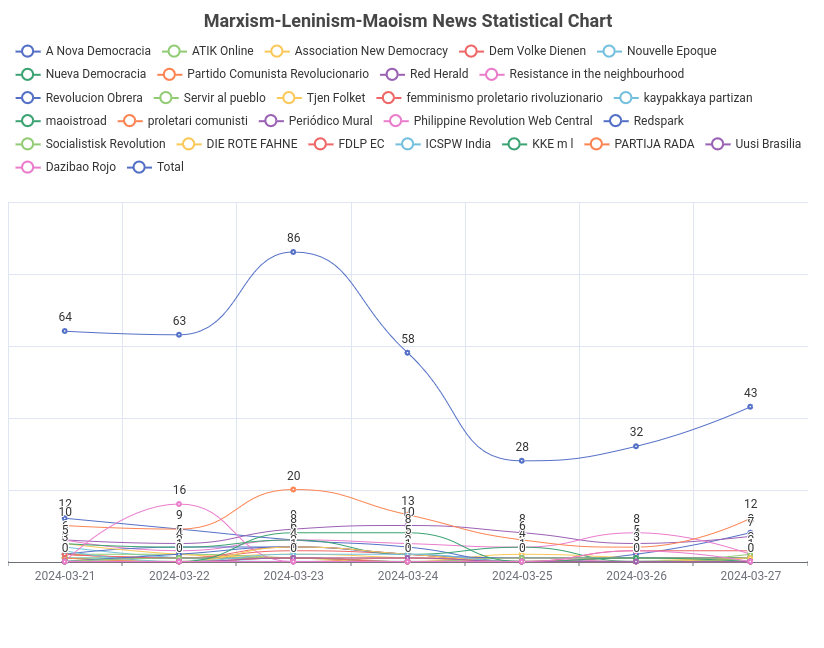 Marxism-Leninism-Maoism News Statistical Chart
A Nova Democracia ATIK Online Association New Democracy Dem Volke Dienen Nouvelle Epoque
Nueva Democracia Partido Comunista Revolucionario Red Herald Resistance in the neighbourhood
Revolucion Obrera Servir al pueblo Tjen Folket femminismo proletario rivoluzionario kaypakkaya partizan
maoistroad proletari comunisti Periódico Mural Philippine Revolution Web Central Redspark
Socialistisk Revolution DIE ROTE FAHNE FDLP EC ICSPW India KKE m l PARTIJA RADA Uusi Brasilia
Dazibao Rojo Total
86
64 63
58
43
32
28
20
16
13
12 12
10 10
9 8 8 8 8
7
6
5 5
4 4
3 3
0 0 0 0 0 0 0
2024-03-21 2024-03-22 2024-03-23 2024-03-24 2024-03-25 2024-03-26 2024-03-27